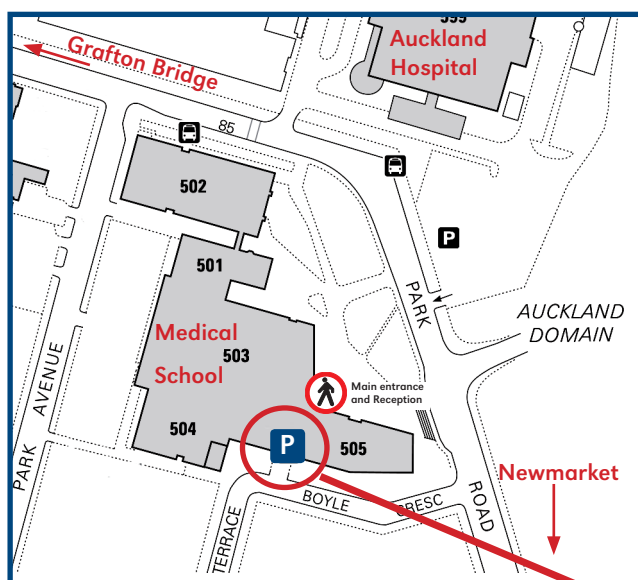 599
Grafton Bridge
Auckland
Hospital
85
502
P
501
PARK
AUCKLAND
DOMAIN
Medical
School
503
Main entrance
and Reception
PARK AVENUE
504
P
505
Newmarket
BOYLE CRESC
ROAD
TERRACE